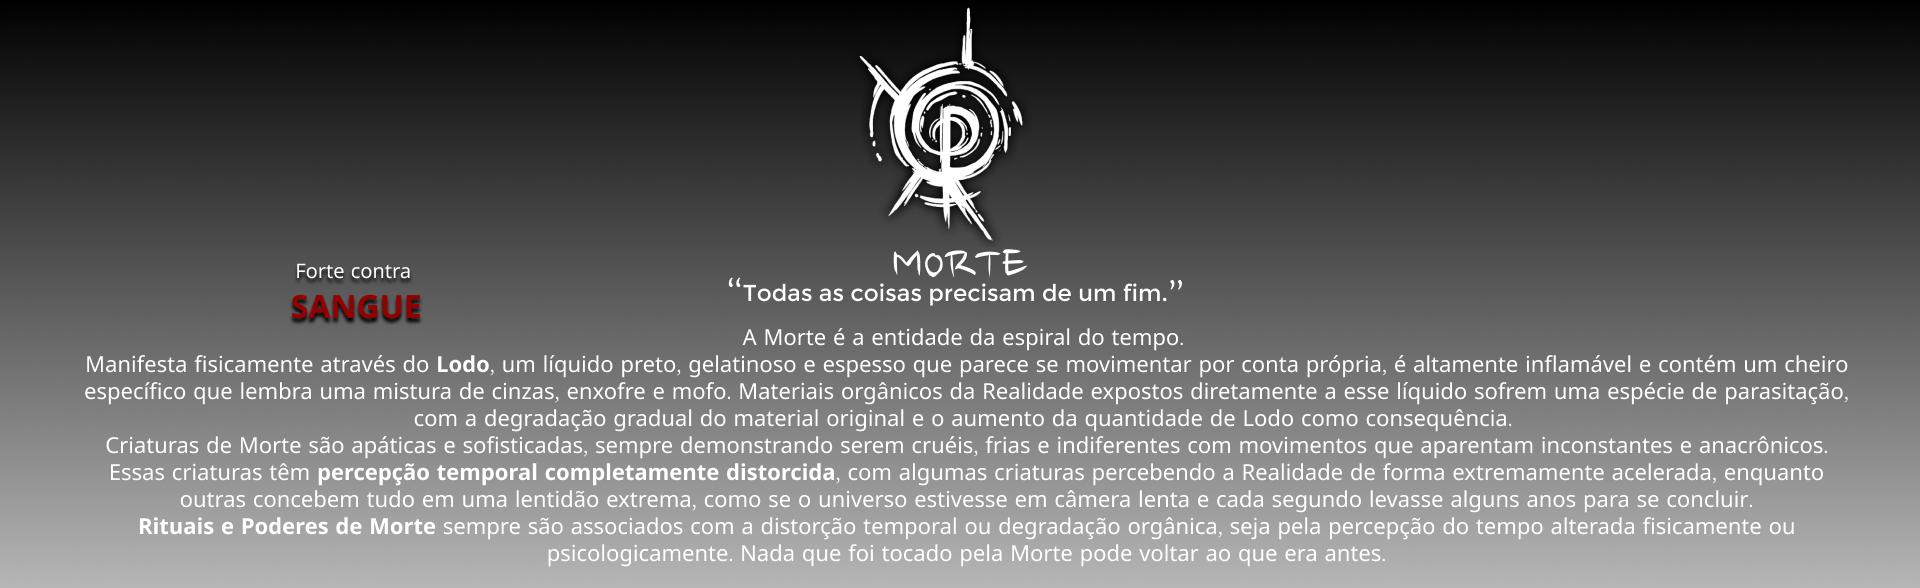 MORTE
“Todas as coisas precisam de um fim.”
Forte contra
SANGUE
A Morte é a entidade da espiral do tempo.
Manifesta fisicamente através do Lodo, um líquido preto, gelatinoso e espesso que parece se movimentar por conta própria, é altamente inflamável e contém um cheiro
específico que lembra uma mistura de cinzas, enxofre e mofo. Materiais orgânicos da Realidade expostos diretamente a esse líquido sofrem uma espécie de parasitação,
com a degradação gradual do material original e o aumento da quantidade de Lodo como consequência.
Criaturas de Morte são apáticas e sofisticadas, sempre demonstrando serem cruéis, frias e indiferentes com movimentos que aparentam inconstantes e anacrônicos.
Essas criaturas têm percepção temporal completamente distorcida, com algumas criaturas percebendo a Realidade de forma extremamente acelerada, enquanto
outras concebem tudo em uma lentidão extrema, como se o universo estivesse em câmera lenta e cada segundo levasse alguns anos para se concluir.
Rituais e Poderes de Morte sempre são associados com a distorção temporal ou degradação orgânica, seja pela percepção do tempo alterada fisicamente ou
psicologicamente. Nada que foi tocado pela Morte pode voltar ao que era antes.